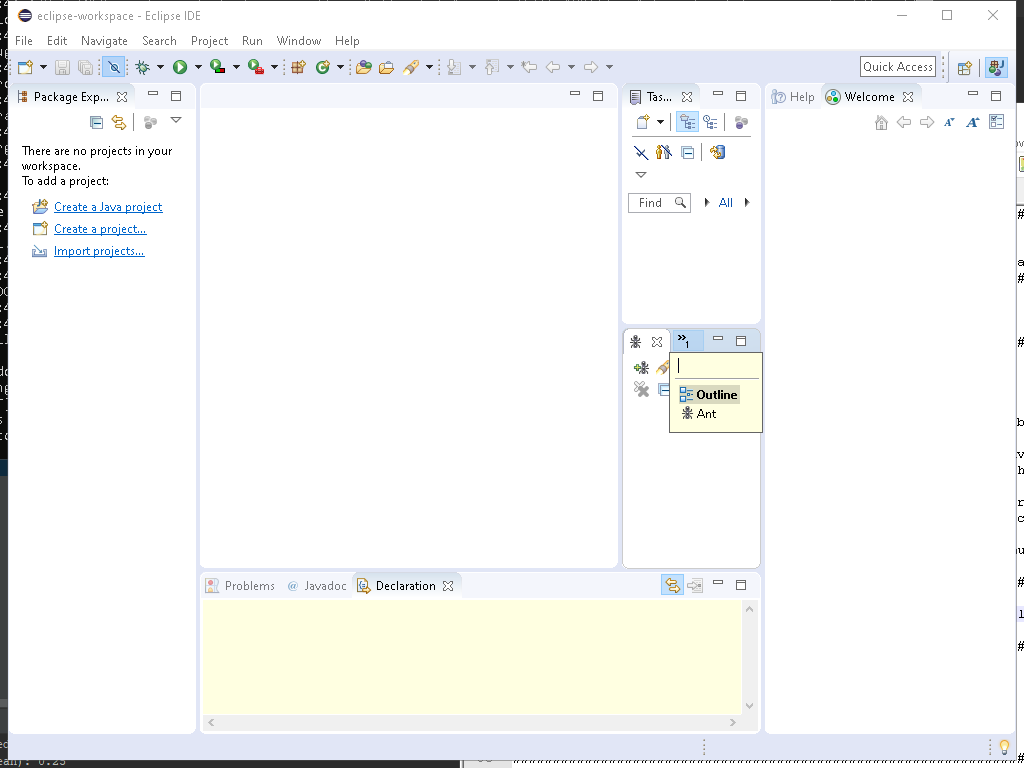 eclipse-workspace - Eclipse IDE
File Edit Navigate Search Project Run Window Help
Quick Access
Package Exp...
There are no projects in your
workspace.
To add a project:
Create a Java project
Create a project...
Import projects...
Tas...
Find
All
1
Outline
Ant
Help
Welcome
Problems
@ Javadoc
Declaration